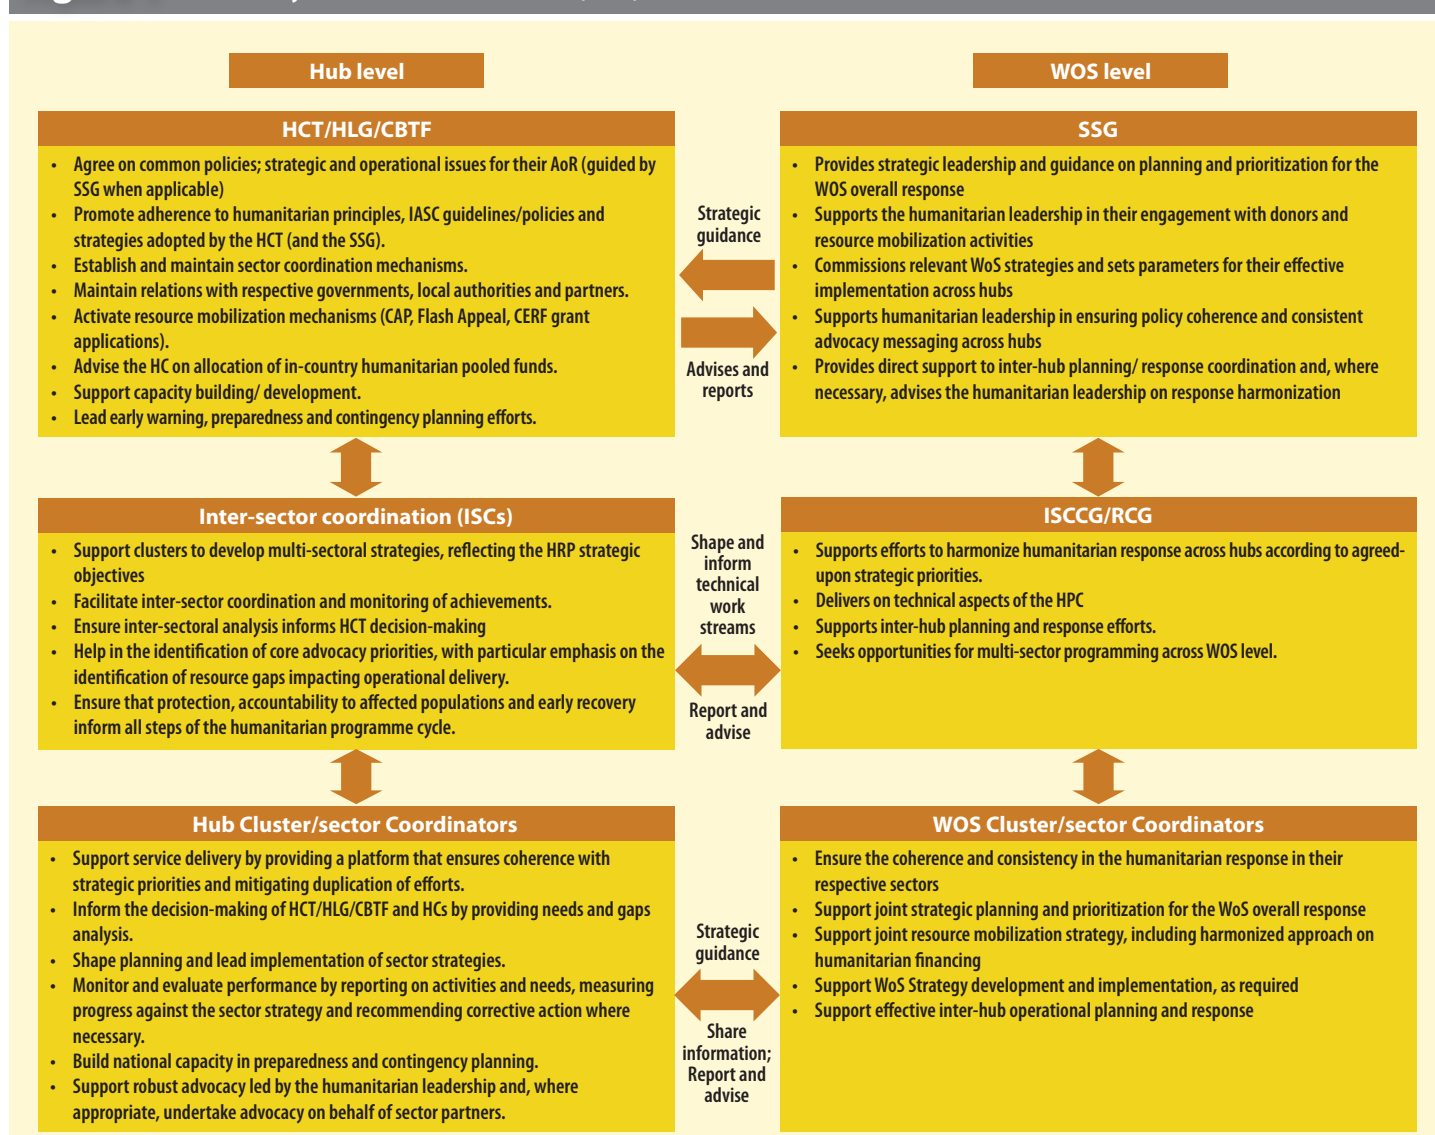 Hub level
WOS level
HCT/HLG/CBTF
• Agree on common policies; strategic and operational issues for their AoR (guided by
SSG when applicable)
• Promote adherence to humanitarian principles, IASC guidelines/policies and
strategies adopted by the HCT (and the SSG).
• Establish and maintain sector coordination mechanisms.
• Maintain relations with respective governments, local authorities and partners.
• Activate resource mobilization mechanisms (CAP, Flash Appeal, CERF grant
applications).
• Advise the HC on allocation of in-country humanitarian pooled funds.
• Support capacity building/ development.
• Lead early warning, preparedness and contingency planning efforts.
Strategic
guidance
Advises and
reports
SSG
• Provides strategic leadership and guidance on planning and prioritization for the
WOS overall response
• Supports the humanitarian leadership in their engagement with donors and
resource mobilization activities
• Commissions relevant WoS strategies and sets parameters for their effective
implementation across hubs
• Supports humanitarian leadership in ensuring policy coherence and consistent
advocacy messaging across hubs
• Provides direct support to inter-hub planning/ response coordination and, where
necessary, advises the humanitarian leadership on response harmonization
Inter-sector coordination (ISCs)
• Support clusters to develop multi-sectoral strategies, reflecting the HRP strategic
objectives
• Facilitate inter-sector coordination and monitoring of achievements.
• Ensure inter-sectoral analysis informs HCT decision-making
• Help in the identification of core advocacy priorities, with particular emphasis on the
identification of resource gaps impacting operational delivery.
• Ensure that protection, accountability to affected populations and early recovery
inform all steps of the humanitarian programme cycle.
Shape and
inform
technical
work
streams
Report and
advise
ISCCG/RCG
• Supports efforts to harmonize humanitarian response across hubs according to agreed-
upon strategic priorities.
• Delivers on technical aspects of the HPC
• Supports inter-hub planning and response efforts.
• Seeks opportunities for multi-sector programming across WOS level.
Hub Cluster/sector Coordinators
• Support service delivery by providing a platform that ensures coherence with
strategic priorities and mitigating duplication of efforts.
• Inform the decision-making of HCT/HLG/CBTF and HCs by providing needs and gaps
analysis.
• Shape planning and lead implementation of sector strategies.
• Monitor and evaluate performance by reporting on activities and needs, measuring
progress against the sector strategy and recommending corrective action where
necessary.
• Build national capacity in preparedness and contingency planning.
• Support robust advocacy led by the humanitarian leadership and, where
appropriate, undertake advocacy on behalf of sector partners.
Strategic
guidance
Share
information;
Report and
advise
WOS Cluster/sector Coordinators
• Ensure the coherence and consistency in the humanitarian response in their
respective sectors
• Support joint strategic planning and prioritization for the WoS overall response
• Support joint resource mobilization strategy, including harmonized approach on
humanitarian financing
• Support WoS Strategy development and implementation, as required
• Support effective inter-hub operational planning and response